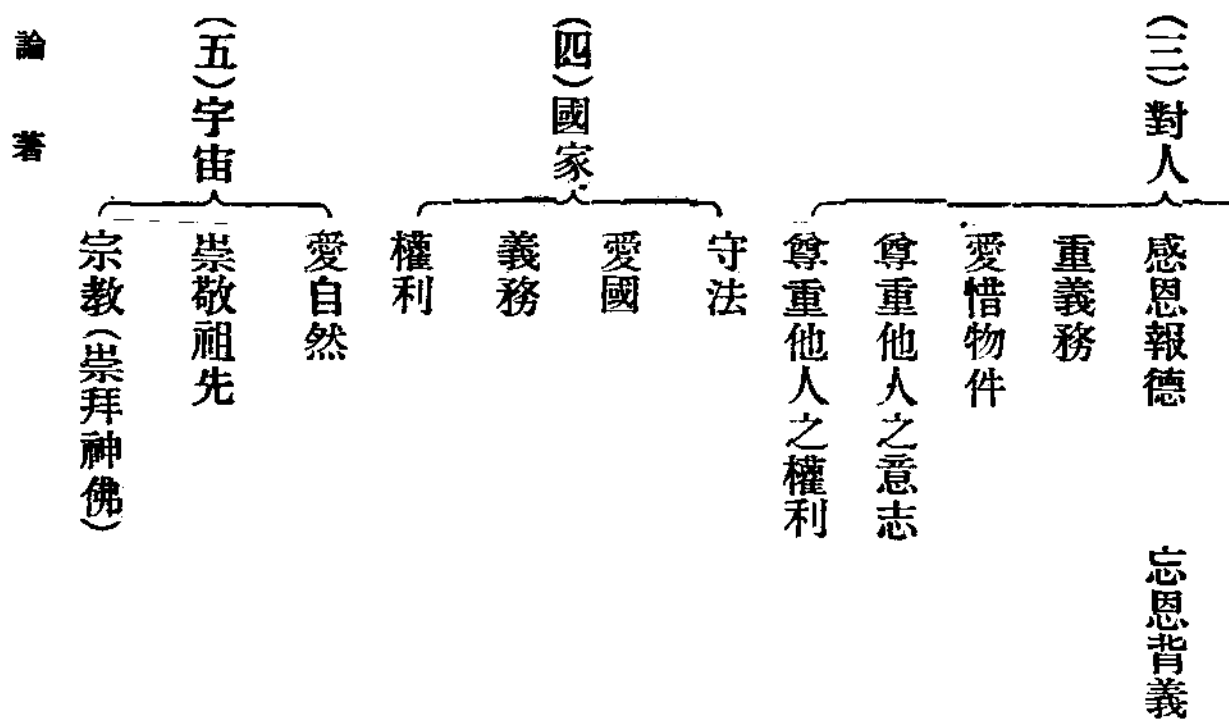 (三)對人
感恩報德 忘恩背義
重義務
愛惜物件
尊重他人之意志
尊重他人之權利
(四)國家
守法
愛國
義務
權利
(五)宇宙
愛自然
崇敬祖先
宗教(崇拜神佛)
論著